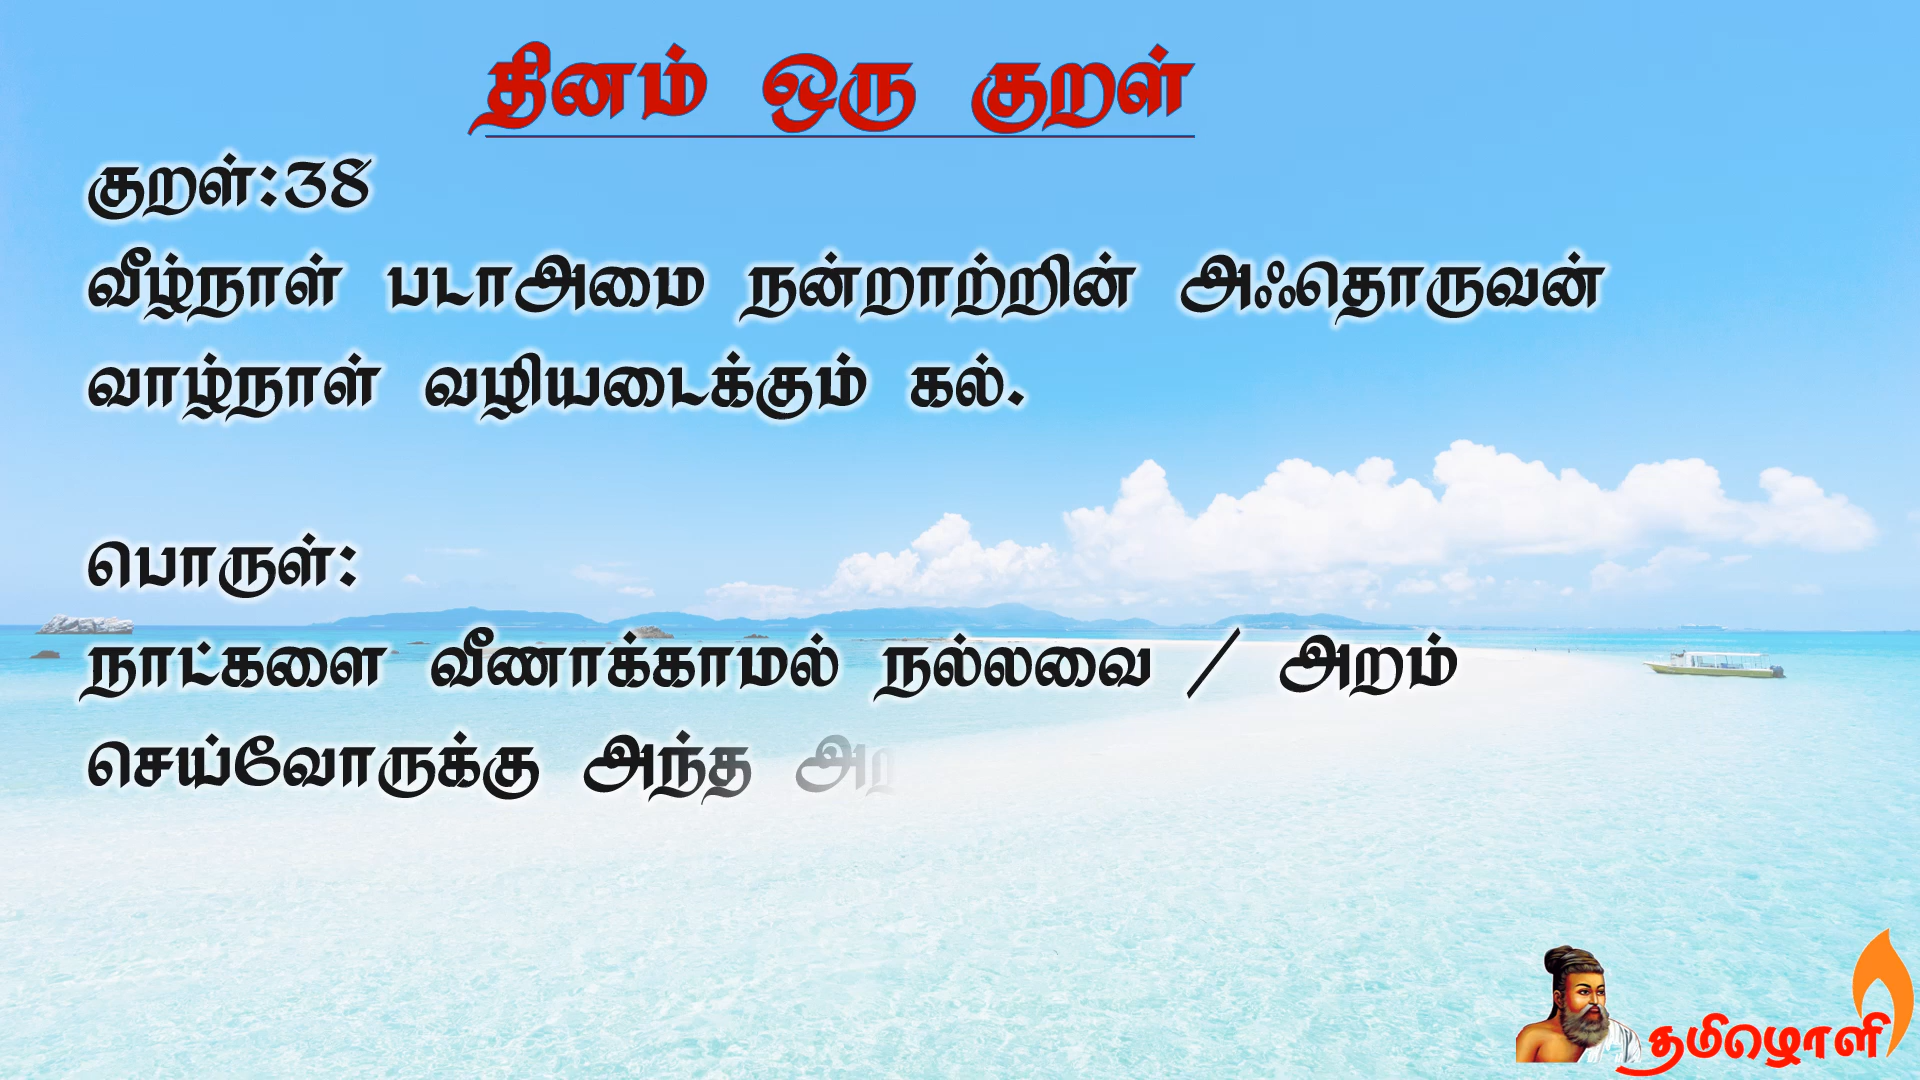 தினம் ஒரு குறள்
குறள்:38
வீழ்நாள் படாஅமை நன்றாற்றின் அஃதொருவன்
வாழ்நாள் வழியடைக்கும் கல்.
பொருள்:
நாட்களை வீணாக்காமல் நல்லவை / அறம்
செய்வோருக்கு அந்த
தமிழொளி